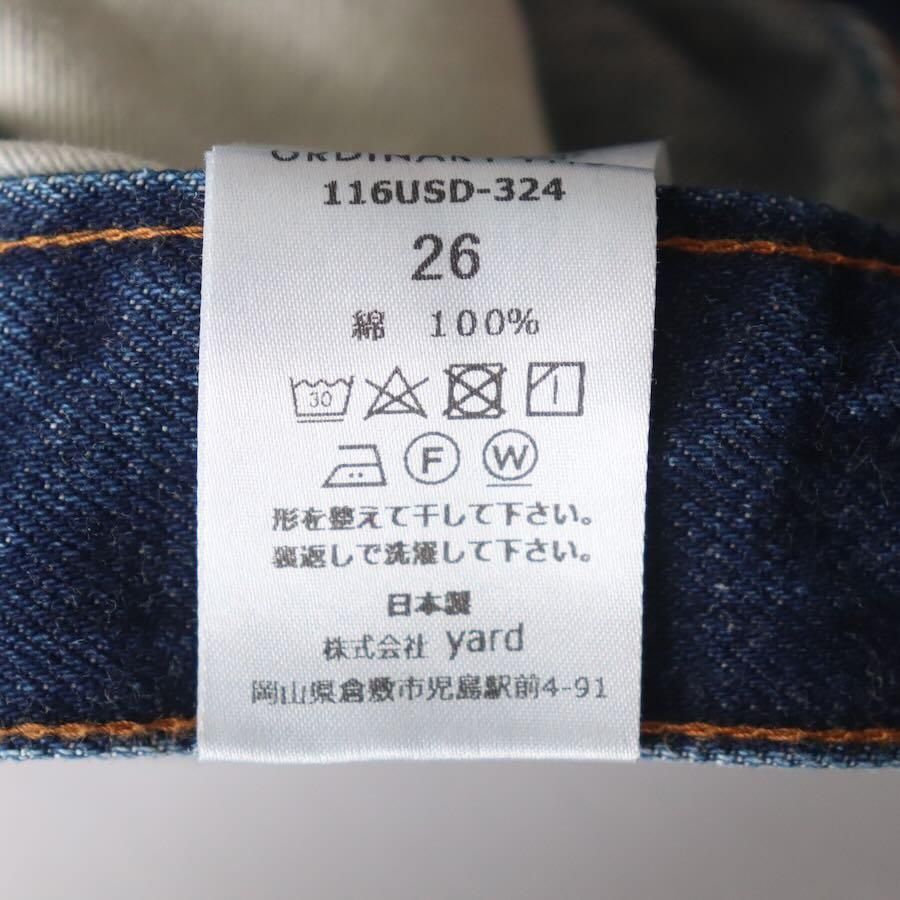 ORDINARY
116USD-324
26
綿 100%
30
F W
形を整えて干して下さい。
裏返しで洗濯して下さい。
日本製
株式会社 yard
岡山県倉敷市児島駅前4-91